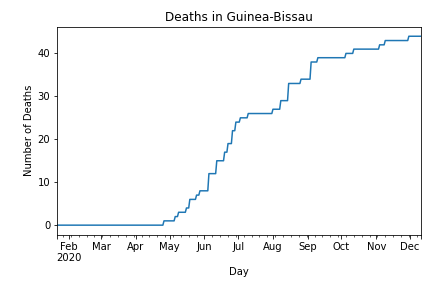 Deaths in Guinea-Bissau
Number of Deaths
40
30
20
10
0
Feb Mar Apr May Jun Jul Aug Sep Oct Nov Dec
2020
Day